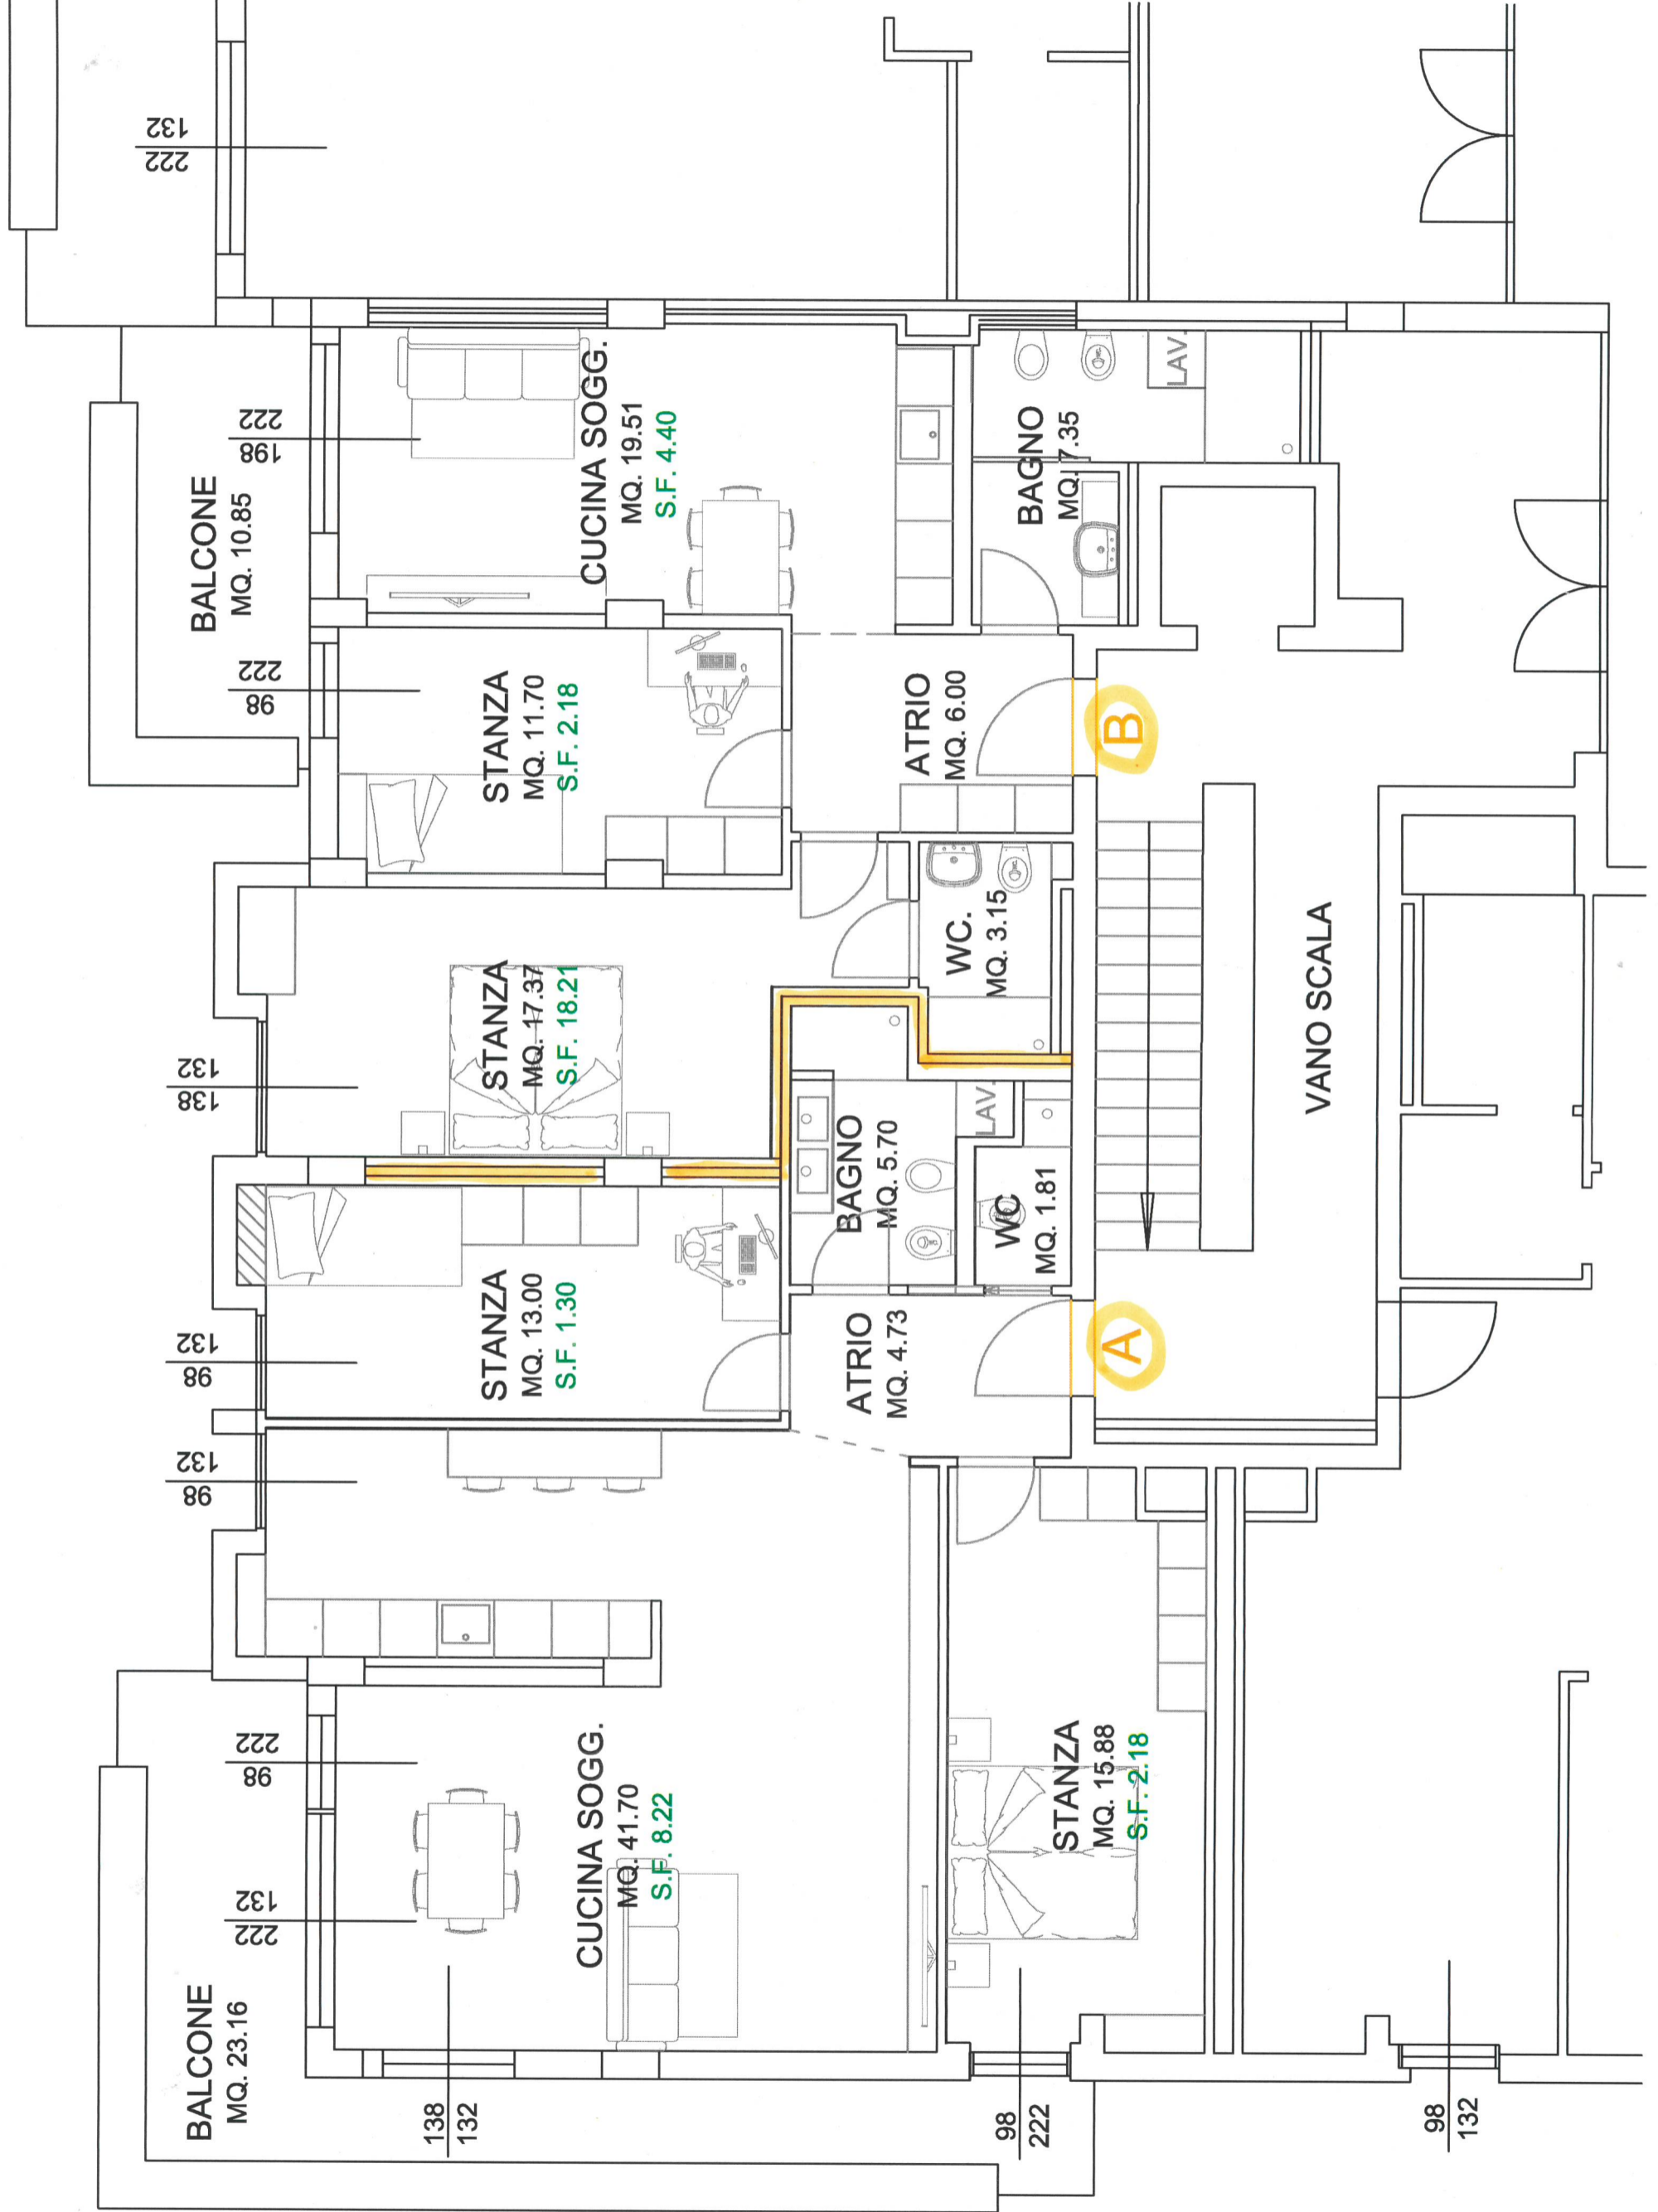 BALCONE
MQ. 23.16
222
132
98
222
98
132
98
132
138
132
BALCONE
MQ. 10.85
98
222
198
222
222
132
138
132
CUCINA SOGG.
MQ. 41.70
S.F. 8.22
STANZA
MQ. 13.00
S.F. 1.30
STANZA
MQ. 17.37
S.F. 18.21
STANZA
MQ. 11.70
S.F. 2.18
CUCINA SOGG.
MQ. 19.51
S.F. 4.40
ATRIO
MQ. 4.73
BAGNO
MQ. 5.70
LAV.
WC
MQ. 1.81
WC.
MQ. 3.15
ATRIO
MQ. 6.00
BAGNO
MQ. 7.35
LAV.
98
222
STANZA
MQ. 15.88
S.F. 2.18
A
B
VANO SCALA
98
132